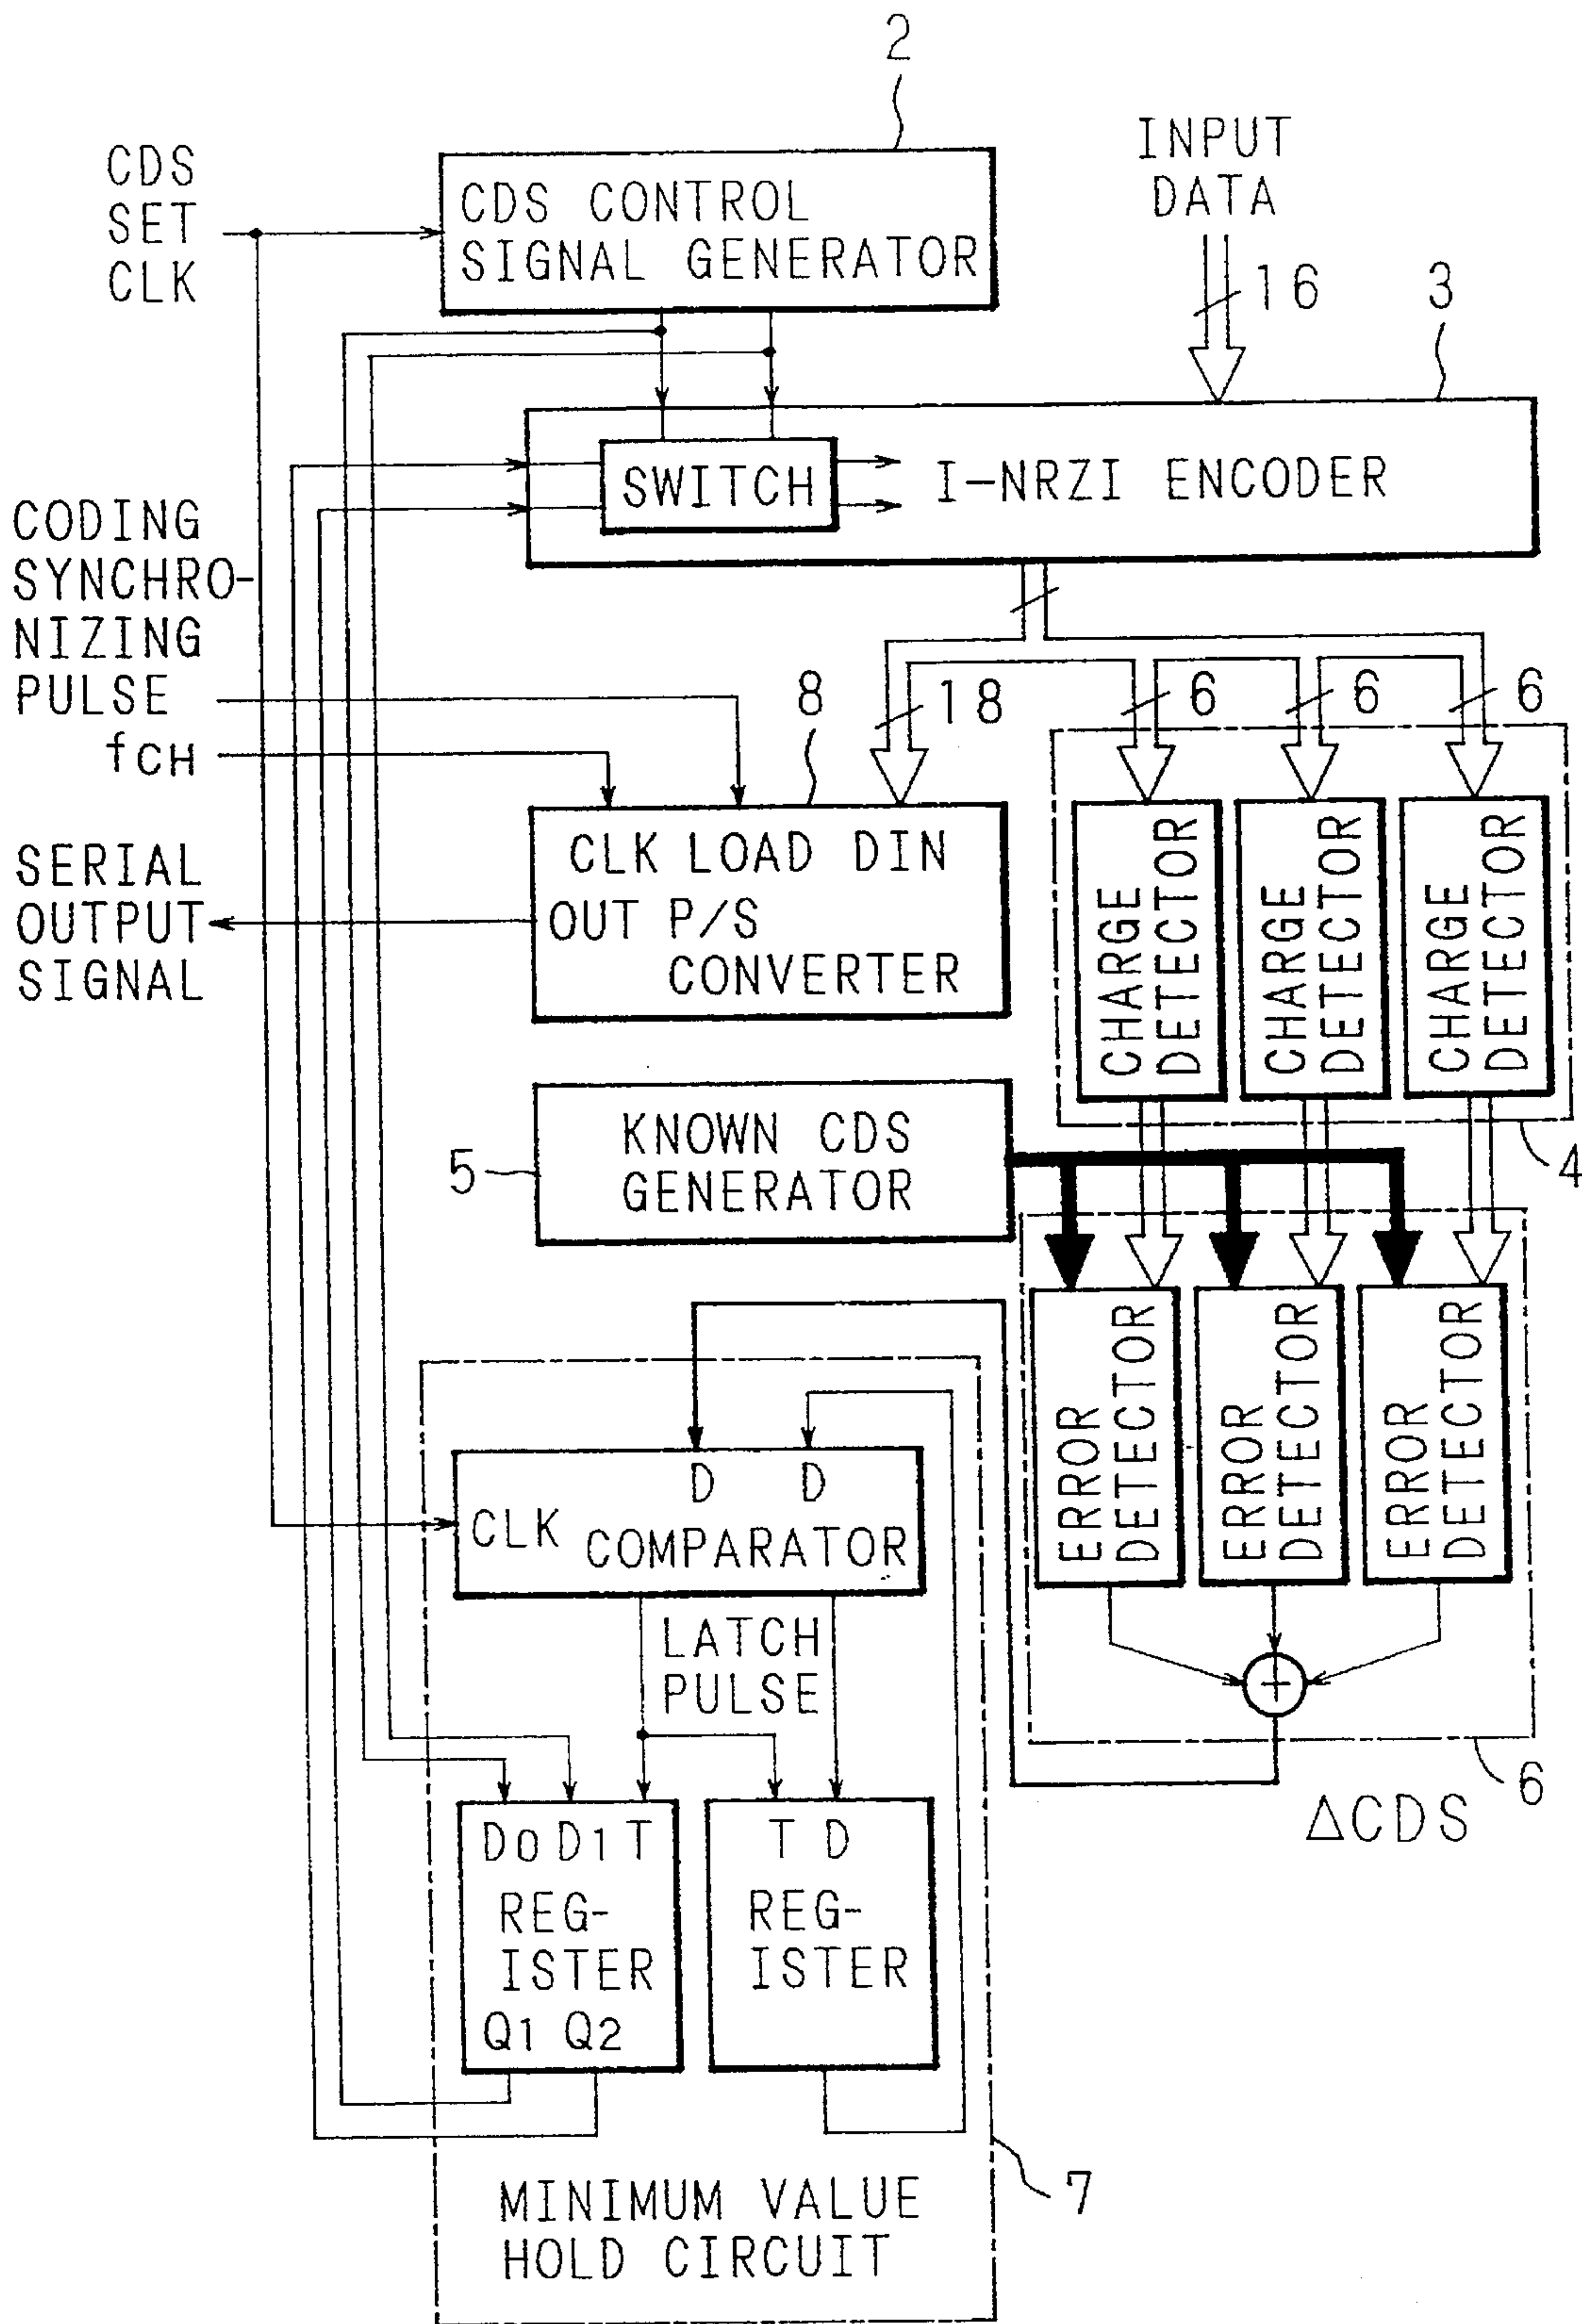 2
CDS
SET
CLK
CDS CONTROL
SIGNAL GENERATOR
INPUT
DATA
16
3
SWITCH
I-NRZI ENCODER
CODING
SYNCHRO-
NIZING
PULSE
fCH
8
18
6
6
6
CLK LOAD DIN
OUT P/S
CONVERTER
SERIAL
OUTPUT
SIGNAL
CHARGE
DETECTOR
CHARGE
DETECTOR
CHARGE
DETECTOR
4
5
KNOWN CDS
GENERATOR
ERROR
DETECTOR
ERROR
DETECTOR
ERROR
DETECTOR
+
6
ΔCDS
D D
CLK
COMPARATOR
LATCH
PULSE
D0 D1 T
REG-
ISTER
Q1 Q2
T D
REG-
ISTER
7
MINIMUM VALUE
HOLD CIRCUIT